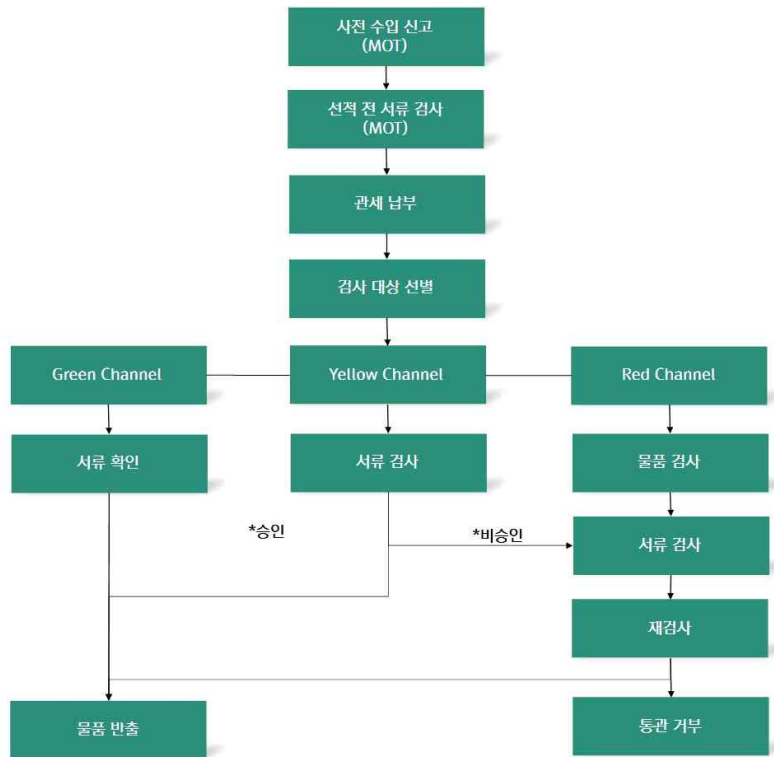 사전 수입 신고
(MOT)
선적 전 서류 검사
(MOT)
관세 납부
검사 대상 선별
Green Channel
Yellow Channel
Red Channel
서류 확인
서류 검사
물품 검사
*승인
*비승인
서류 검사
재검사
물품 반출
통관 거부